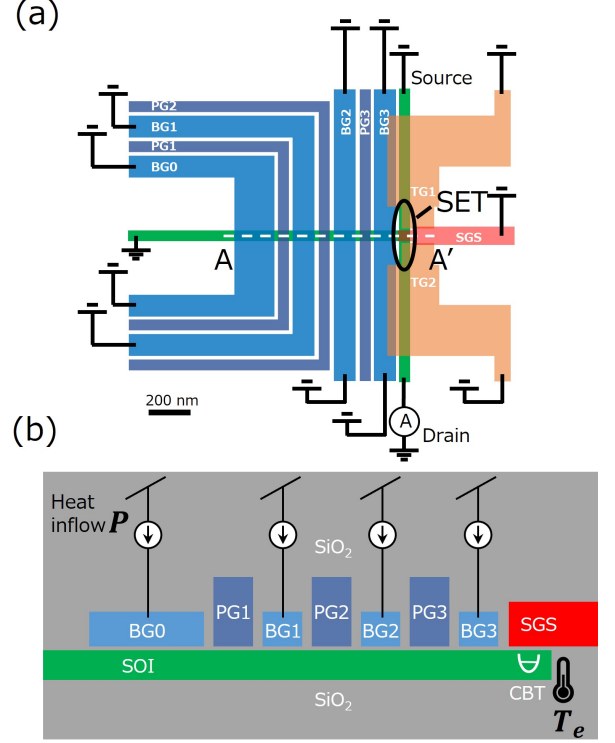 (a)
Source
PG2
BG1
PG1
BG0
BG2
PG3
BG3
TG1
SET
SGS
A
A'
TG2
200 nm
A
Drain
(b)
Heat
inflow P
SiO₂
PG1
PG2
PG3
BG0
BG1
BG2
BG3
SGS
SOI
CBT
SiO₂
Tₑ